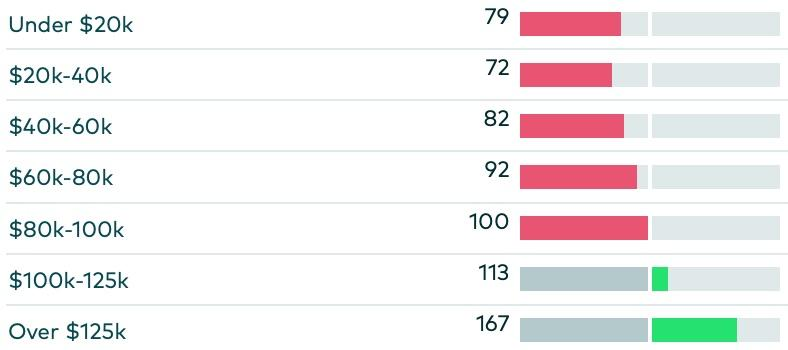 Under $20k 79
$20k-40k 72
$40k-60k 82
$60k-80k 92
$80k-100k 100
$100k-125k 113
Over $125k 167